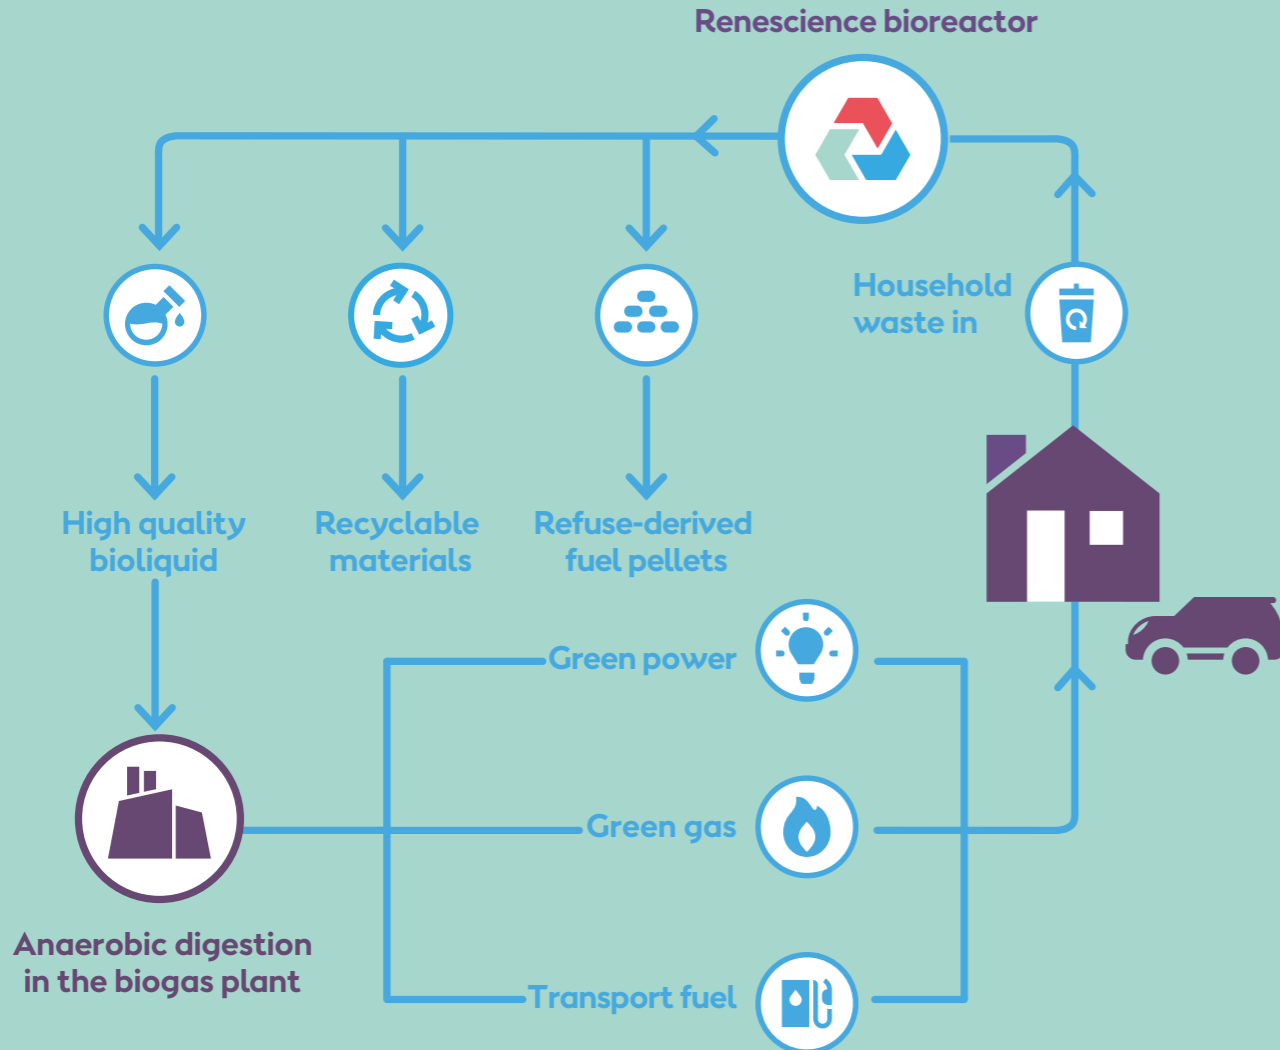 Renescience bioreactor
Household
waste in
High quality
bioliquid
Recyclable
materials
Refuse-derived
fuel pellets
Green power
Green gas
Anaerobic digestion
in the biogas plant
Transport fuel